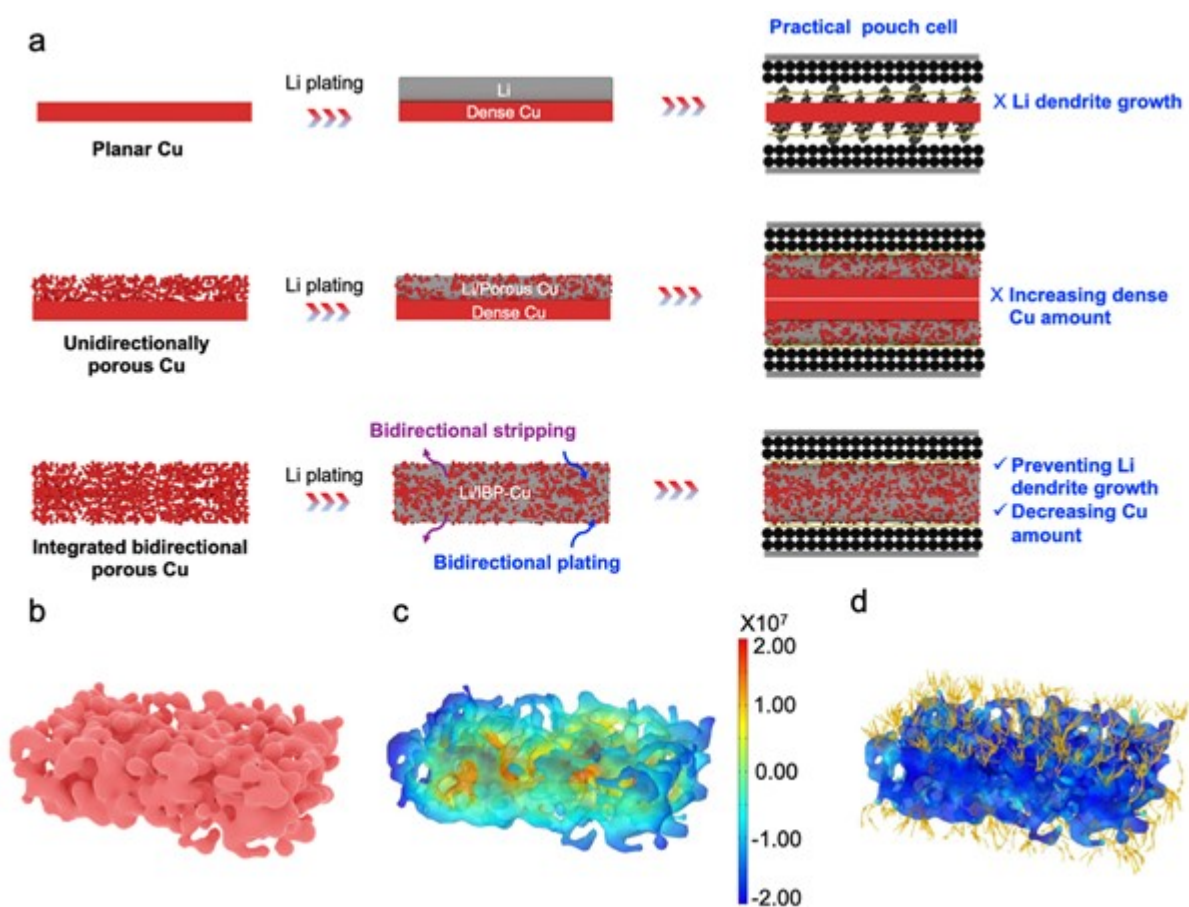 a
Practical pouch cell
Li plating
Li
Dense Cu
Planar Cu
X Li dendrite growth
Li plating
Li/Porous Cu
Dense Cu
Unidirectionally
porous Cu
X Increasing dense
Cu amount
Bidirectional stripping
Li plating
Li/IBP-Cu
Bidirectional plating
Integrated bidirectional
porous Cu
✓ Preventing Li
dendrite growth
✓ Decreasing Cu
amount
b
c
X10⁷
2.00
1.00
0.00
-1.00
-2.00
d